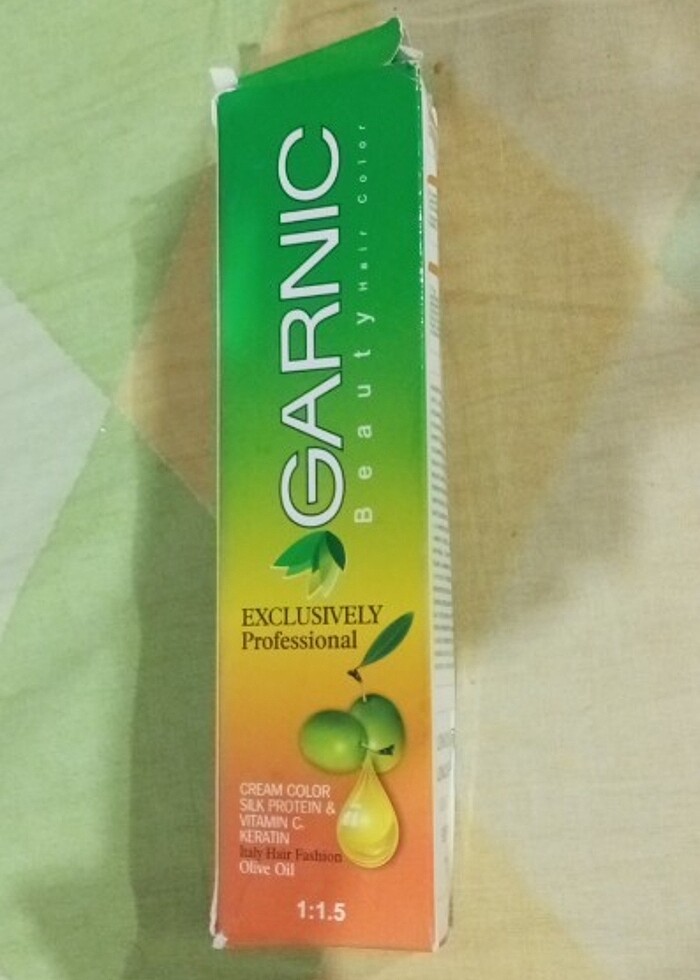 GARNIC
Beauty Hair Color
EXCLUSIVELY
Professional
CREAM COLOR
SILK PROTEIN &
VITAMIN C.
KERATIN
Italy Hair Fashion
Olive Oil
1:1.5